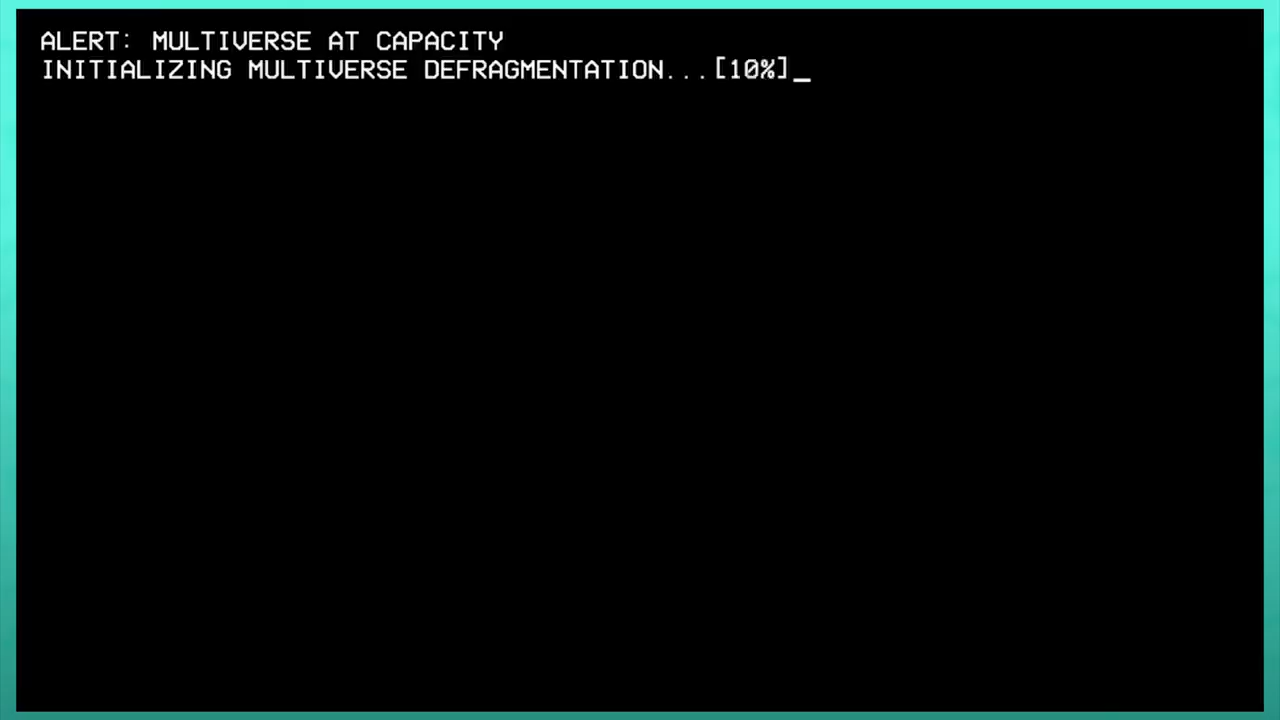 ALERT: MULTIVERSE AT CAPACITY
INITIALIZING MULTIVERSE DEFRAGMENTATION...[10%]_